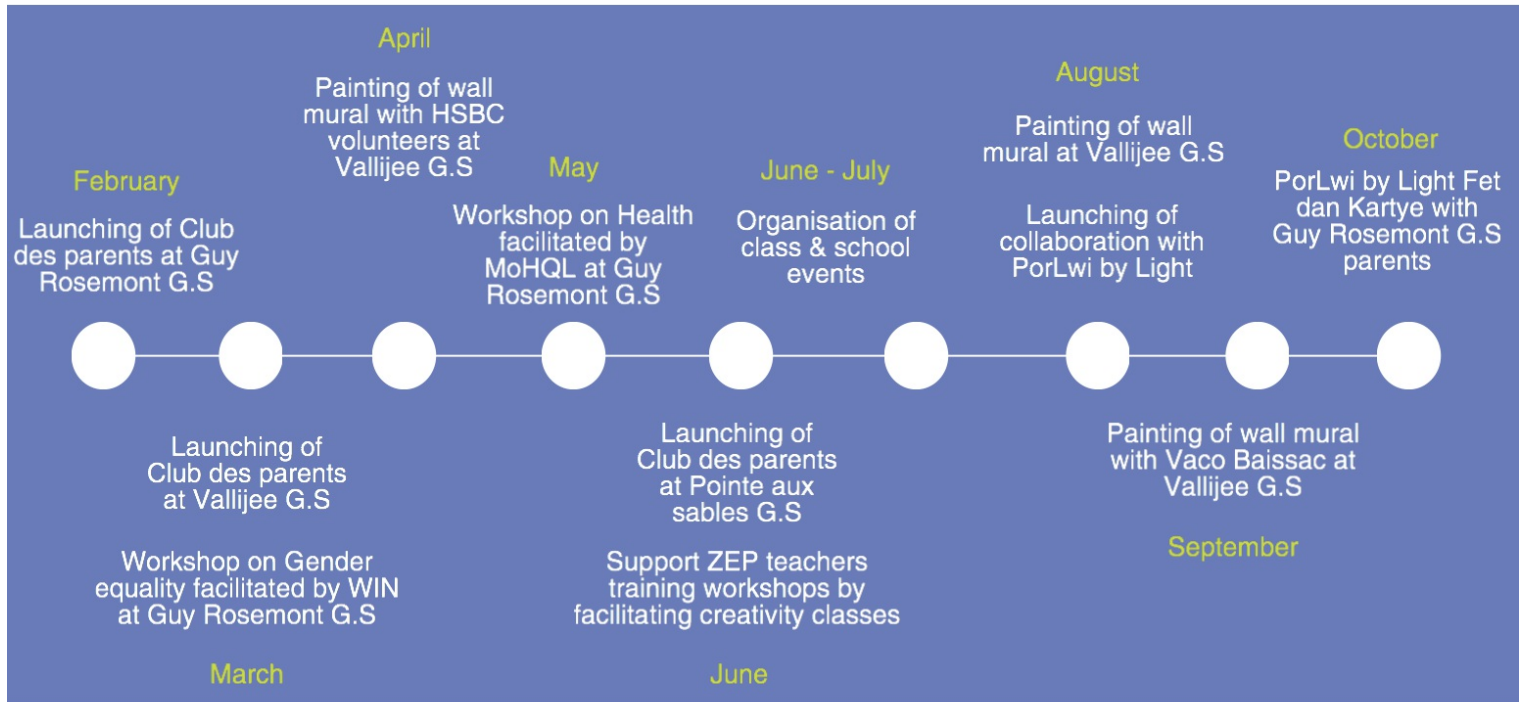 February
Launching of Club
des parents at Guy
Rosemont G.S
April
Painting of wall
mural with HSBC
volunteers at
Vallijee G.S
May
Workshop on Health
facilitated by
MoHQL at Guy
Rosemont G.S
June - July
Organisation of
class & school
events
August
Painting of wall
mural at Vallijee G.S
Launching of
collaboration with
PorLwi by Light
October
PorLwi by Light Fet
dan Kartye with
Guy Rosemont G.S
parents
Launching of
Club des parents
at Vallijee G.S
Workshop on Gender
equality facilitated by WIN
at Guy Rosemont G.S
March
Launching of
Club des parents
at Pointe aux
sables G.S
Support ZEP teachers
training workshops by
facilitating creativity classes
June
Painting of wall mural
with Vaco Baissac at
Vallijee G.S
September